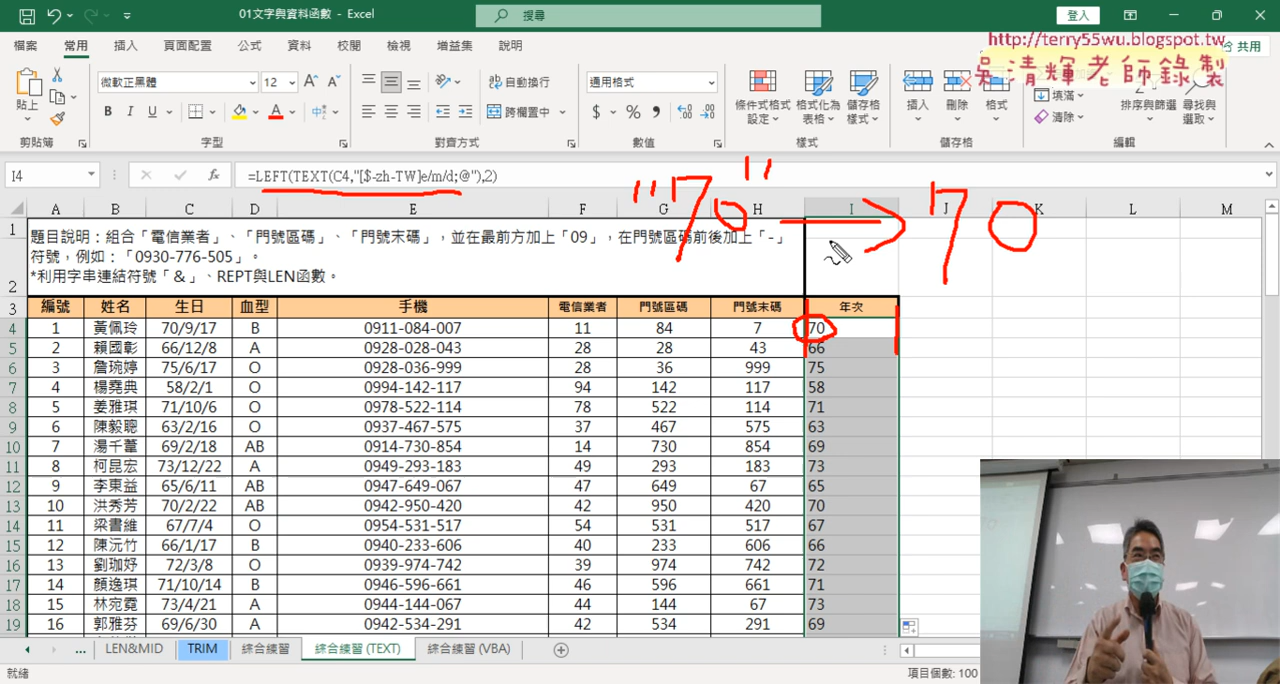 01文字與資料函數 - Excel
搜尋
登入
http://terry55wu.blogspot.tw
吳清輝老師錄製
檔案 常用 插入 頁面配置 公式 資料 校閱 檢視 增益集 說明 共用
貼上
微軟正黑體 12
自動換行
跨欄置中
通用格式
條件式格式設定 格式化為表格 儲存格樣式
插入 刪除 格式
填滿
清除
排序與篩選 尋找與選取
剪貼簿 字型 對齊方式 數值 樣式 儲存格 編輯
I4 =LEFT(TEXT(C4,"[$-zh-TW]e/m/d;@"),2)
"70" → 70
A B C D E F G H I J K L M
1 題目說明：組合「電信業者」、「門號區碼」、「門號末碼」，並在最前方加上「09」，在門號區碼前後加上「-」
符號，例如：「0930-776-505」。
2 *利用字串連結符號「&」、REPT與LEN函數。
3 編號 姓名 生日 血型 手機 電信業者 門號區碼 門號末碼 年次
4 1 黃佩玲 70/9/17 B 0911-084-007 11 84 7 70
5 2 賴國彰 66/12/8 A 0928-028-043 28 28 43 66
6 3 詹琬婷 75/6/17 O 0928-036-999 28 36 999 75
7 4 楊堯典 58/2/1 O 0994-142-117 94 142 117 58
8 5 姜雅琪 71/10/6 O 0978-522-114 78 522 114 71
9 6 陳毅聰 63/2/16 O 0937-467-575 37 467 575 63
10 7 湯千葦 69/2/18 AB 0914-730-854 14 730 854 69
11 8 柯昆宏 73/12/22 A 0949-293-183 49 293 183 73
12 9 李東益 65/6/11 AB 0947-649-067 47 649 67 65
13 10 洪秀芳 70/2/22 AB 0942-950-420 42 950 420 70
14 11 梁書維 67/7/4 O 0954-531-517 54 531 517 67
15 12 陳沅竹 66/1/17 B 0940-233-606 40 233 606 66
16 13 劉珈妤 72/3/8 O 0939-974-742 39 974 742 72
17 14 顏逸琪 71/10/14 B 0946-596-661 46 596 661 71
18 15 林宛霓 73/4/21 A 0944-144-067 44 144 67 73
19 16 郭雅芬 69/6/30 A 0942-534-291 42 534 291 69
... LEN&MID TRIM 綜合練習 綜合練習 (TEXT) 綜合練習 (VBA)
就緒 項目個數: 100